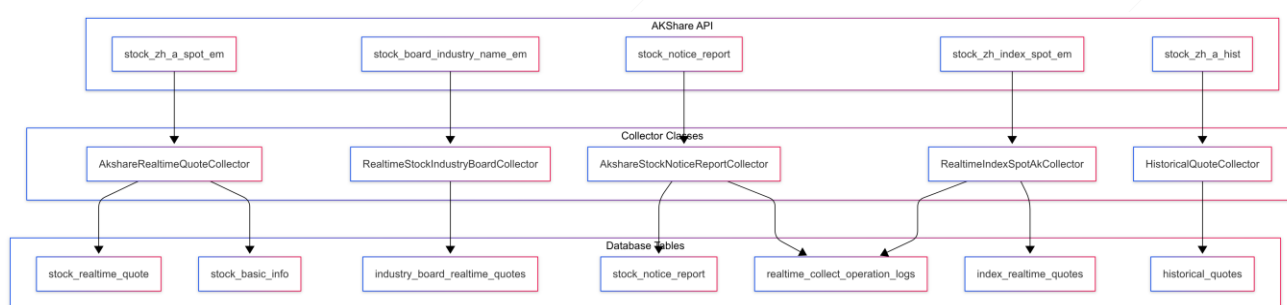 AKShare API
stock_zh_a_spot_em
stock_board_industry_name_em
stock_notice_report
stock_zh_index_spot_em
stock_zh_a_hist
Collector Classes
AkshareRealtimeQuoteCollector
RealtimeStockIndustryBoardCollector
AkshareStockNoticeReportCollector
RealtimeIndexSpotAkCollector
HistoricalQuoteCollector
Database Tables
stock_realtime_quote
stock_basic_info
industry_board_realtime_quotes
stock_notice_report
realtime_collect_operation_logs
index_realtime_quotes
historical_quotes